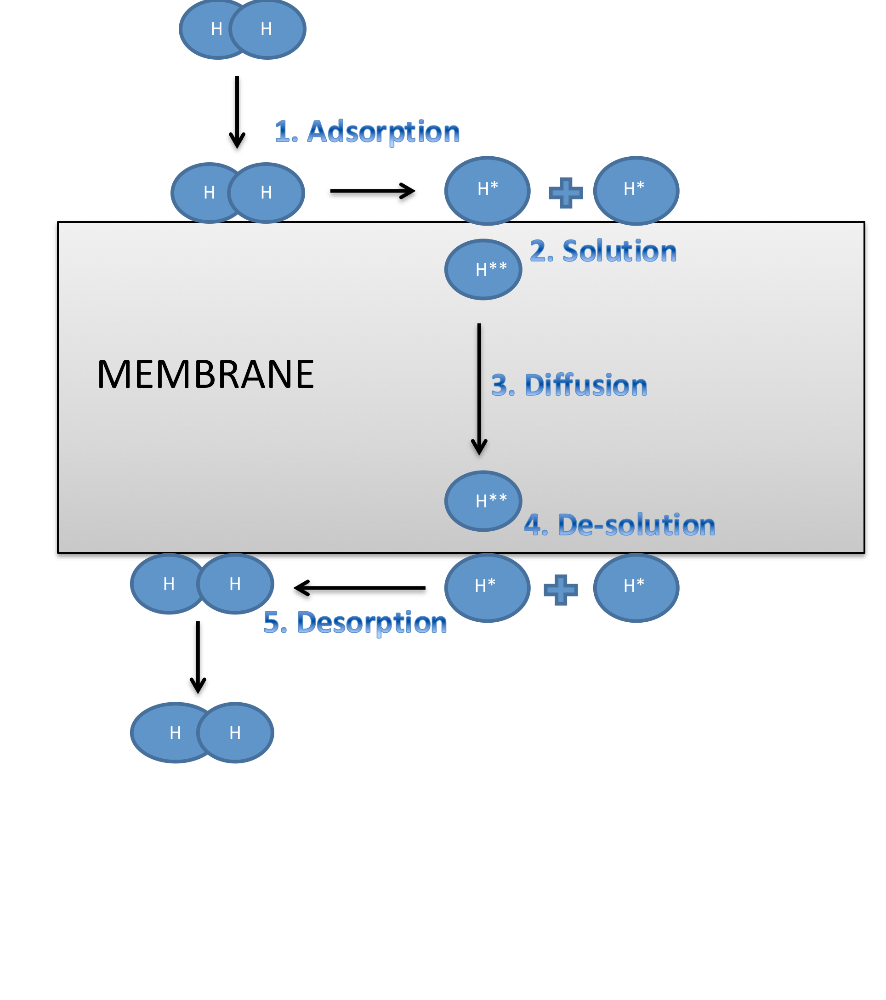 H H
1. Adsorption
H H H* H*
2. Solution
H**
MEMBRANE
3. Diffusion
H**
4. De-solution
H H H* H*
5. Desorption
H H